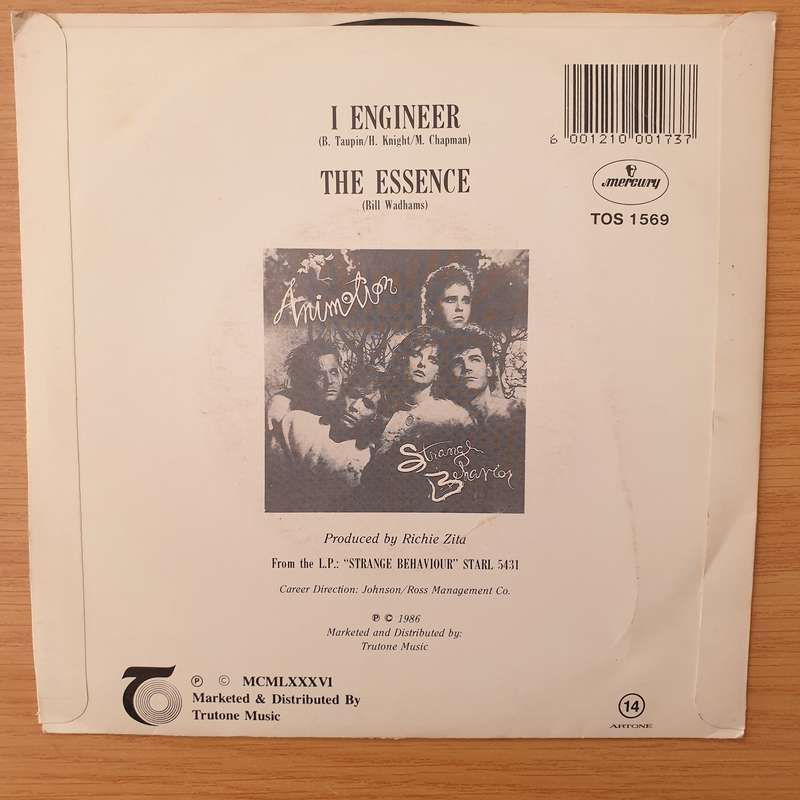 I ENGINEER
(B. Taupin/H. Knight/M. Chapman)
THE ESSENCE
(Bill Wadhams)
6 001210 001737
mercury
TOS 1569
Animotion
Strange
Behavior
Produced by Richie Zita
From the L.P.: “STRANGE BEHAVIOUR” STARL 5431
Career Direction: Johnson/Ross Management Co.
℗ © 1986
Marketed and Distributed by:
Trutone Music
℗ © MCMLXXXVI
Marketed & Distributed By
Trutone Music
14
ARTONE